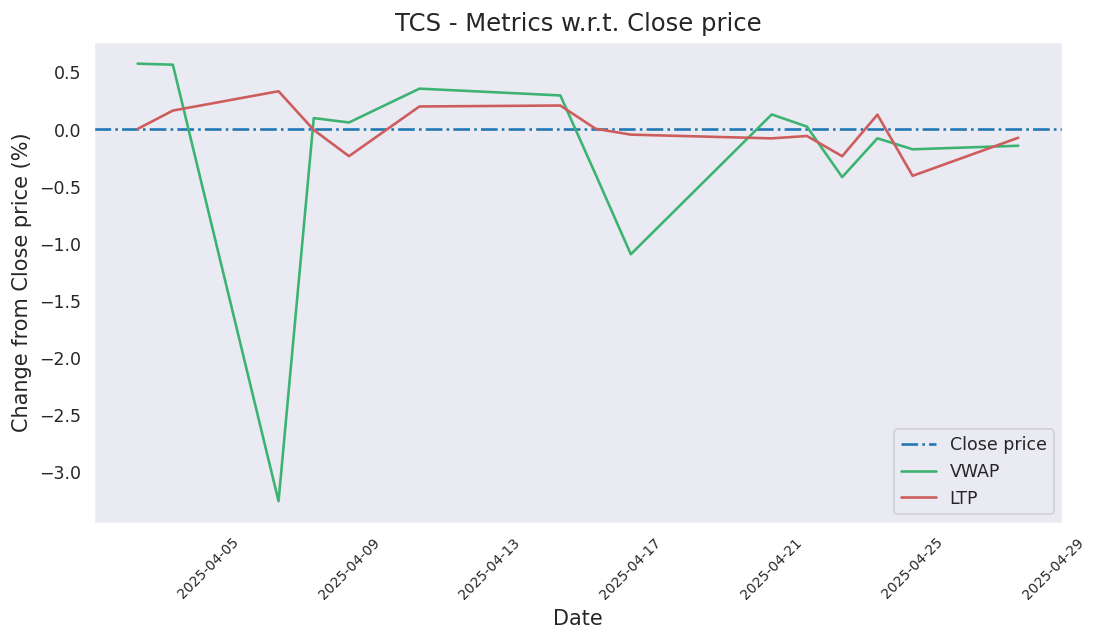 TCS - Metrics w.r.t. Close price
Change from Close price (%)
0.5
0.0
−0.5
−1.0
−1.5
−2.0
−2.5
−3.0
Close price
VWAP
LTP
2025-04-05
2025-04-09
2025-04-13
2025-04-17
2025-04-21
2025-04-25
2025-04-29
Date